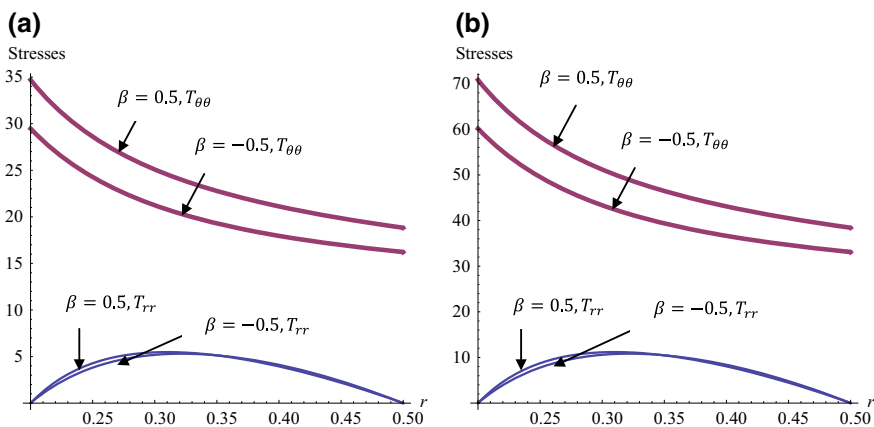 (a)
Stresses
35
30
25
20
15
5
β = 0.5, T_θθ
β = −0.5, T_θθ
β = 0.5, T_rr
β = −0.5, T_rr
r
0.25 0.30 0.35 0.40 0.45 0.50
(b)
Stresses
70
60
50
40
30
20
10
β = 0.5, T_θθ
β = −0.5, T_θθ
β = 0.5, T_rr
β = −0.5, T_rr
r
0.25 0.30 0.35 0.40 0.45 0.50